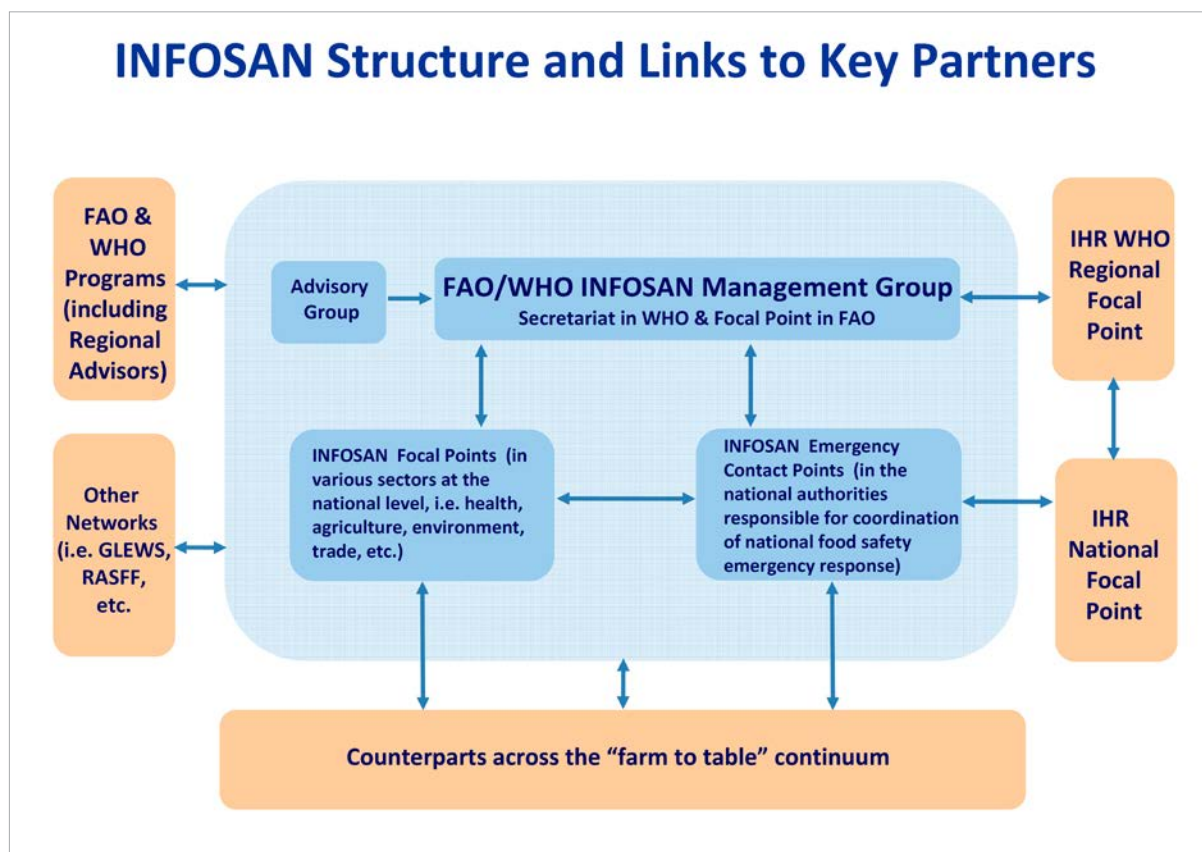 INFOSAN Structure and Links to Key Partners
FAO &
WHO
Programs
(including
Regional
Advisors)
Advisory
Group
FAO/WHO INFOSAN Management Group
Secretariat in WHO & Focal Point in FAO
IHR WHO
Regional
Focal
Point
Other
Networks
(i.e. GLEWS,
RASFF,
etc.
INFOSAN Focal Points (in
various sectors at the
national level, i.e. health,
agriculture, environment,
trade, etc.)
INFOSAN Emergency
Contact Points (in the
national authorities
responsible for coordination
of national food safety
emergency response)
IHR
National
Focal
Point
Counterparts across the “farm to table” continuum